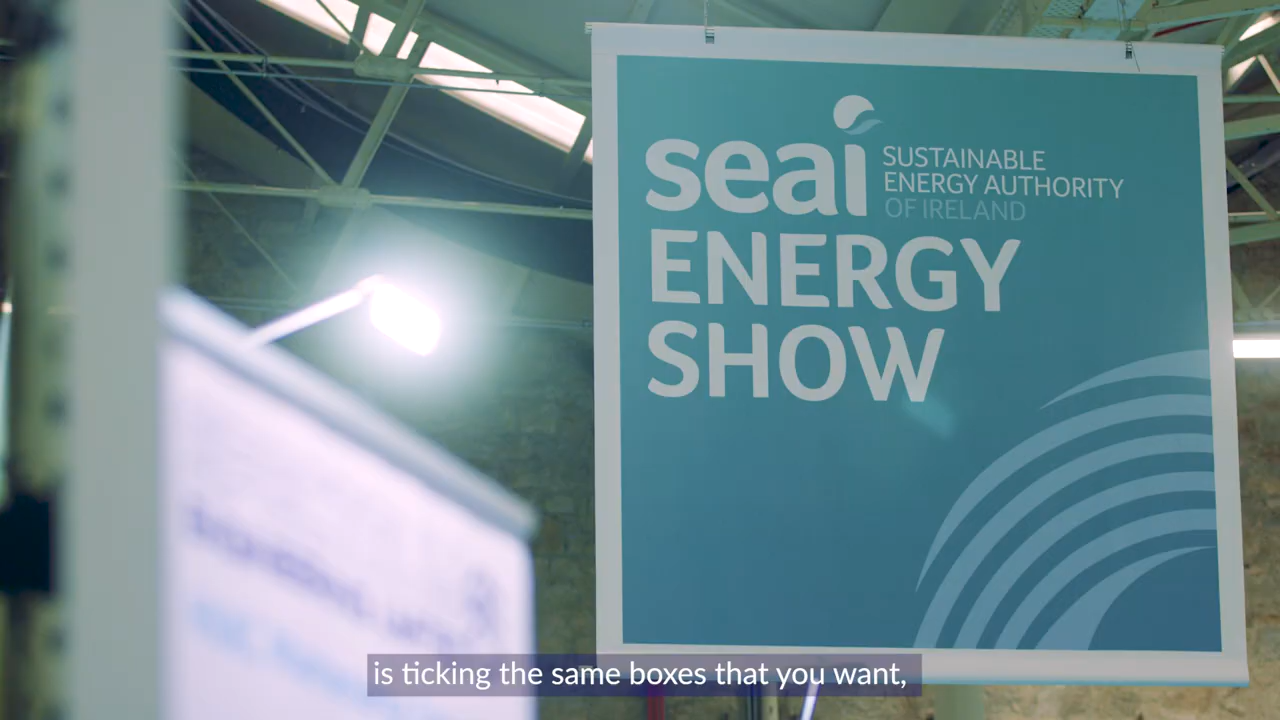 seai SUSTAINABLE
ENERGY AUTHORITY
OF IRELAND
ENERGY
SHOW
is ticking the same boxes that you want,